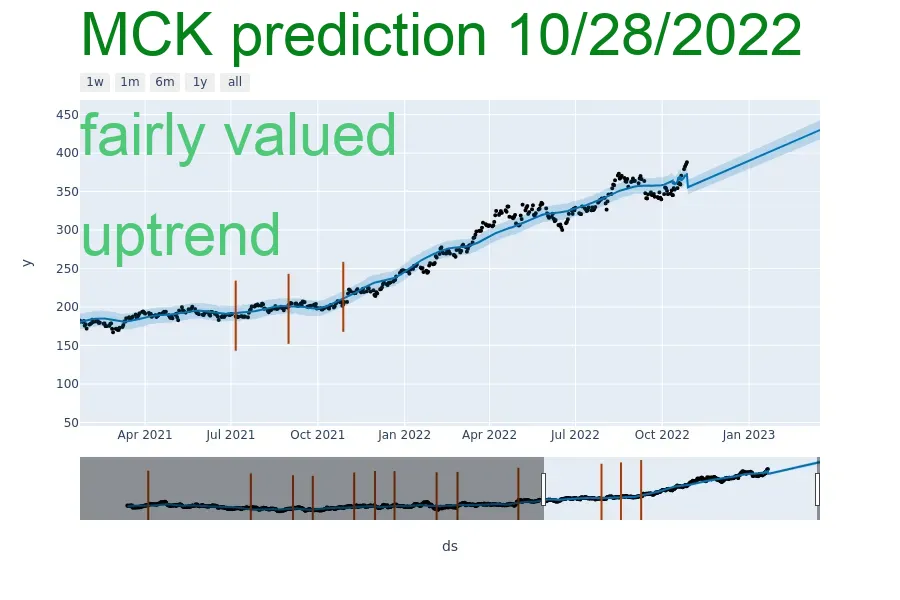 MCK prediction 10/28/2022
1w 1m 6m 1y all
450
fairly valued
400
350
300
uptrend
250
y
200
150
100
50
Apr 2021 Jul 2021 Oct 2021 Jan 2022 Apr 2022 Jul 2022 Oct 2022 Jan 2023
ds